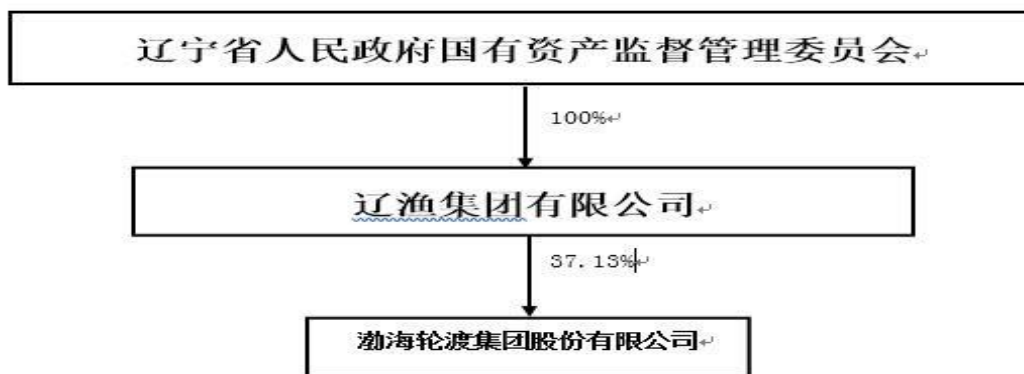 辽宁省人民政府国有资产监督管理委员会
100%
辽渔集团有限公司
37.13%
渤海轮渡集团股份有限公司